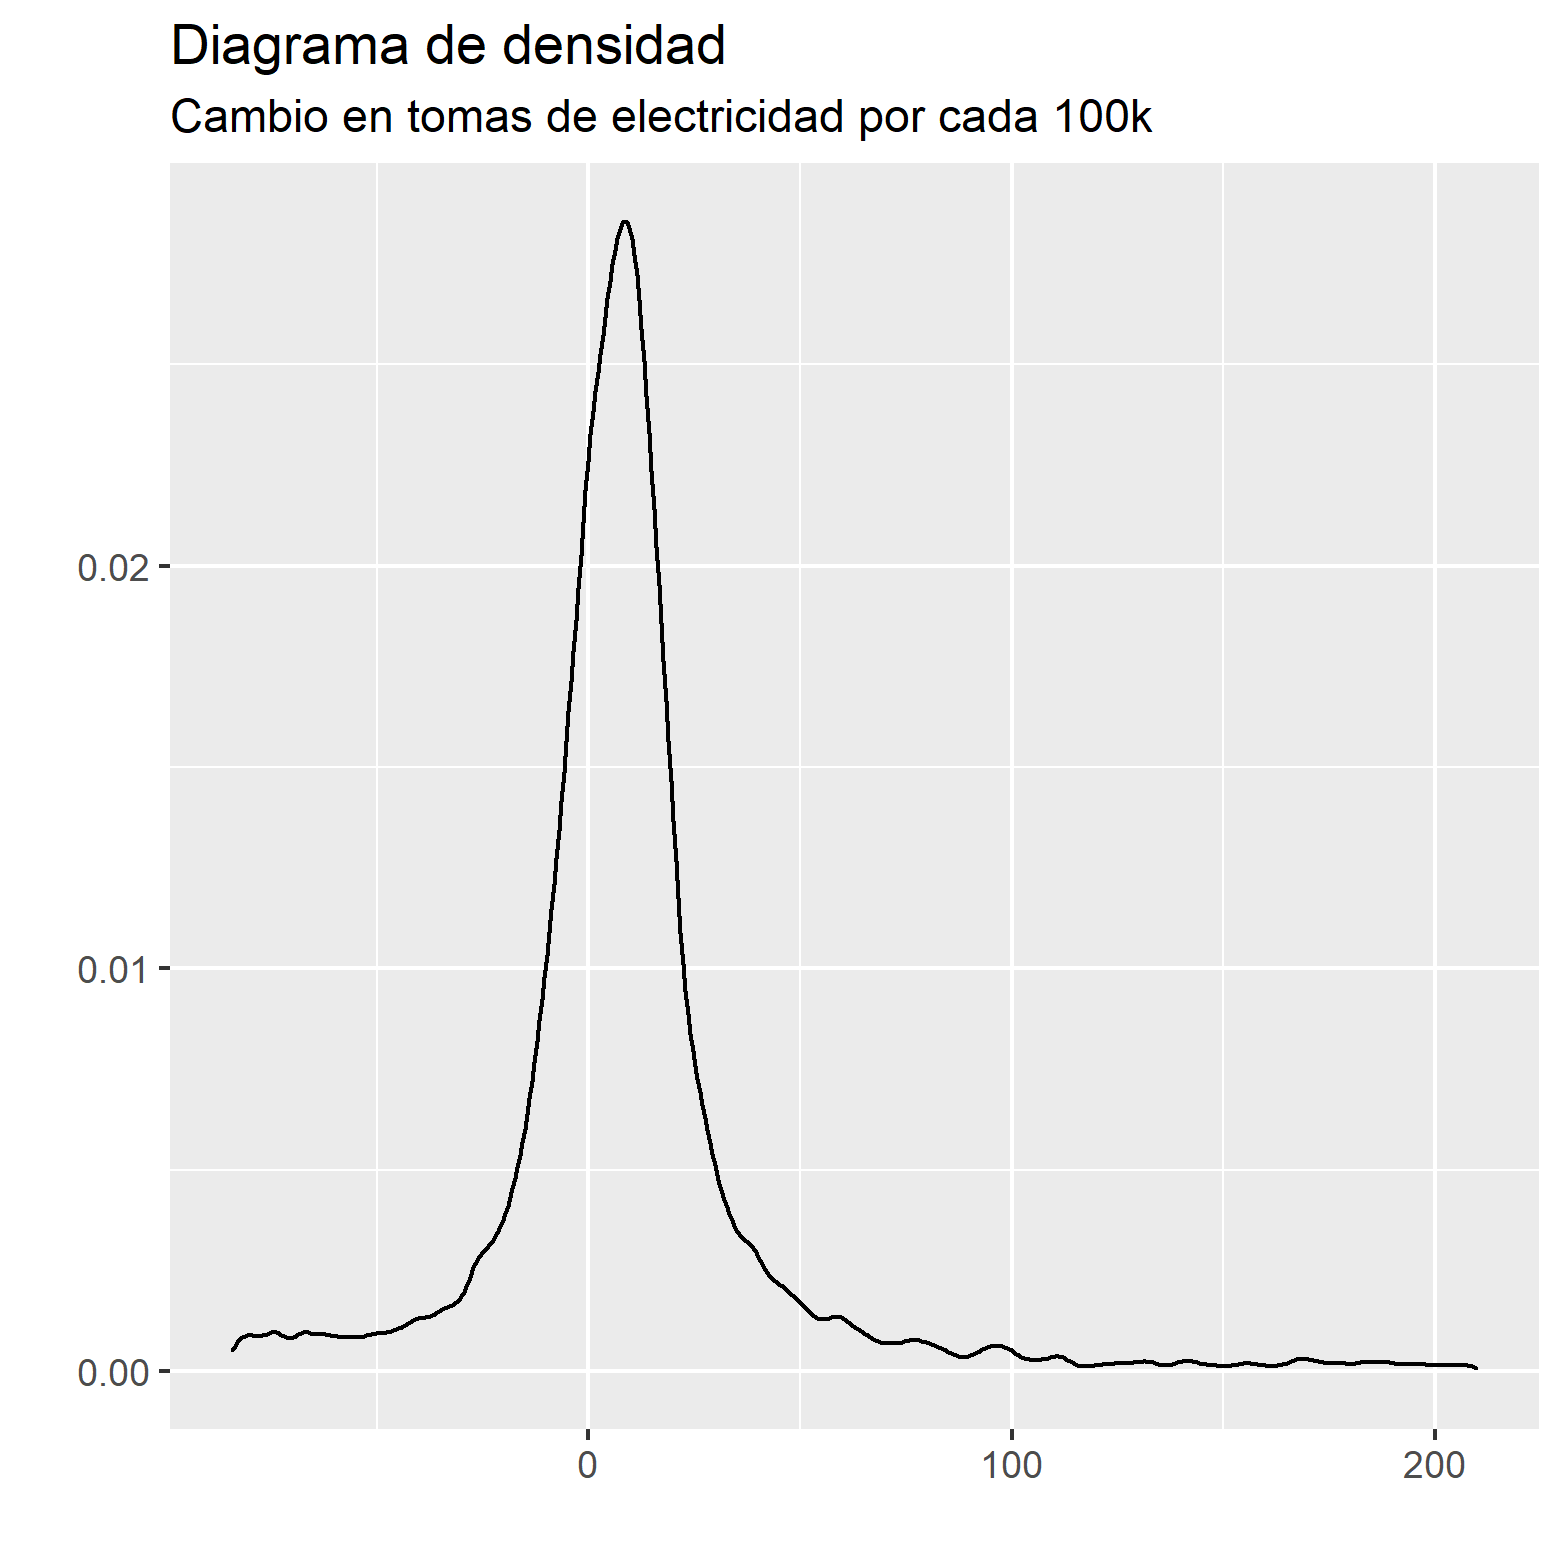 Diagrama de densidad
Cambio en tomas de electricidad por cada 100k
0.02
0.01
0.00
0 100 200